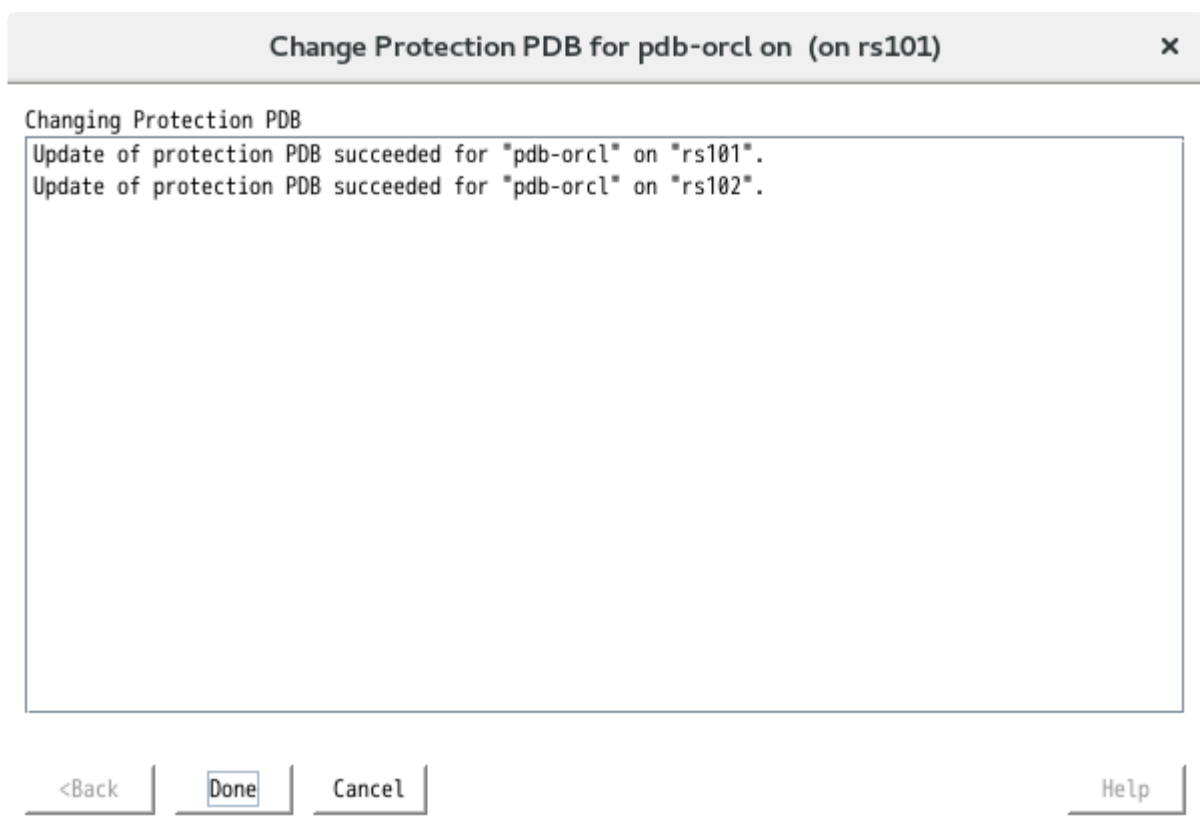 Change Protection PDB for pdb-orcl on (on rs101)
×
Changing Protection PDB
Update of protection PDB succeeded for "pdb-orcl" on "rs101".
Update of protection PDB succeeded for "pdb-orcl" on "rs102".
<Back
Done
Cancel
Help